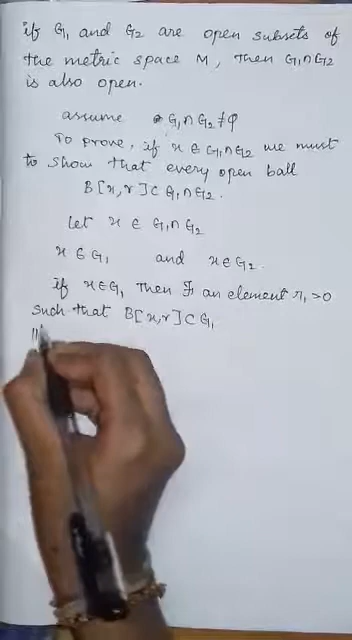 if G₁ and G₂ are open subsets of
the metric space M, then G₁∩G₂
is also open.
assume G₁∩G₂≠φ
To prove, if x ∈ G₁∩G₂ we must
to show that every open ball
B[x,r]⊂ G₁∩G₂.
Let x ∈ G₁∩G₂
x ∈ G₁ and x∈G₂.
if x∈G₁ Then ∃ an element r₁>0
such that B[x,r]⊂G₁